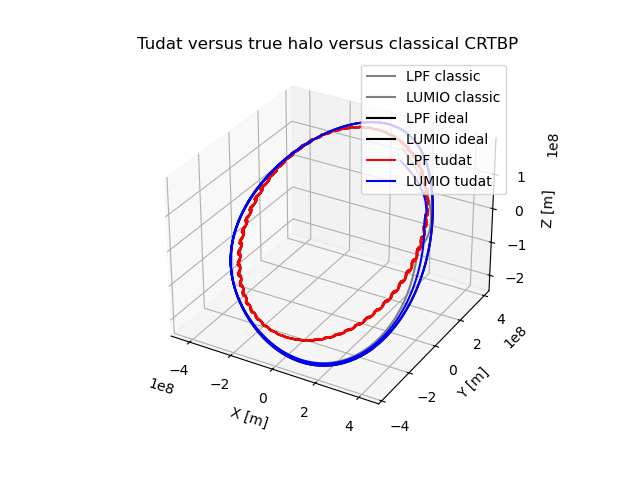 Tudat versus true halo versus classical CRTBP
LPF classic
LUMIO classic
LPF ideal
LUMIO ideal
LPF tudat
LUMIO tudat
1e8
1
0
−1
−2
Z [m]
4
2
0
−2
−4
1e8
Y [m]
−4
−2
0
2
4
1e8
X [m]